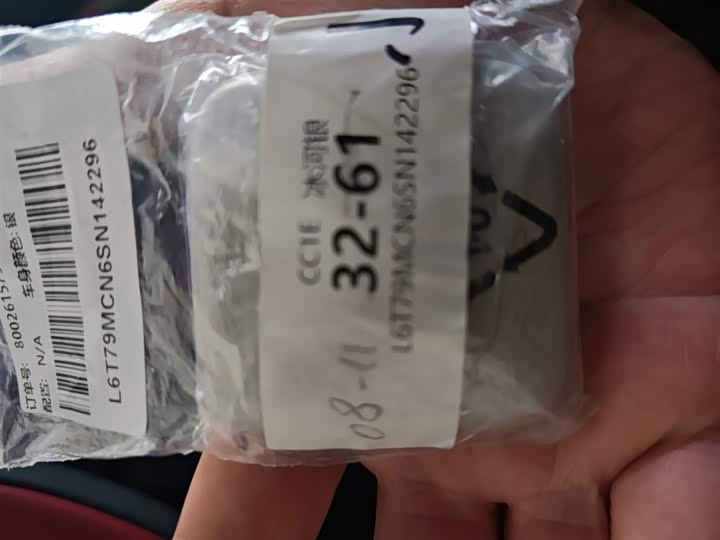 订单号: 80026157
配置: N/A 车身颜色: 银
L6T79MCN6SN142296
CC1E 冰河银
32-61
L6T79MCN6SN142296
08-11